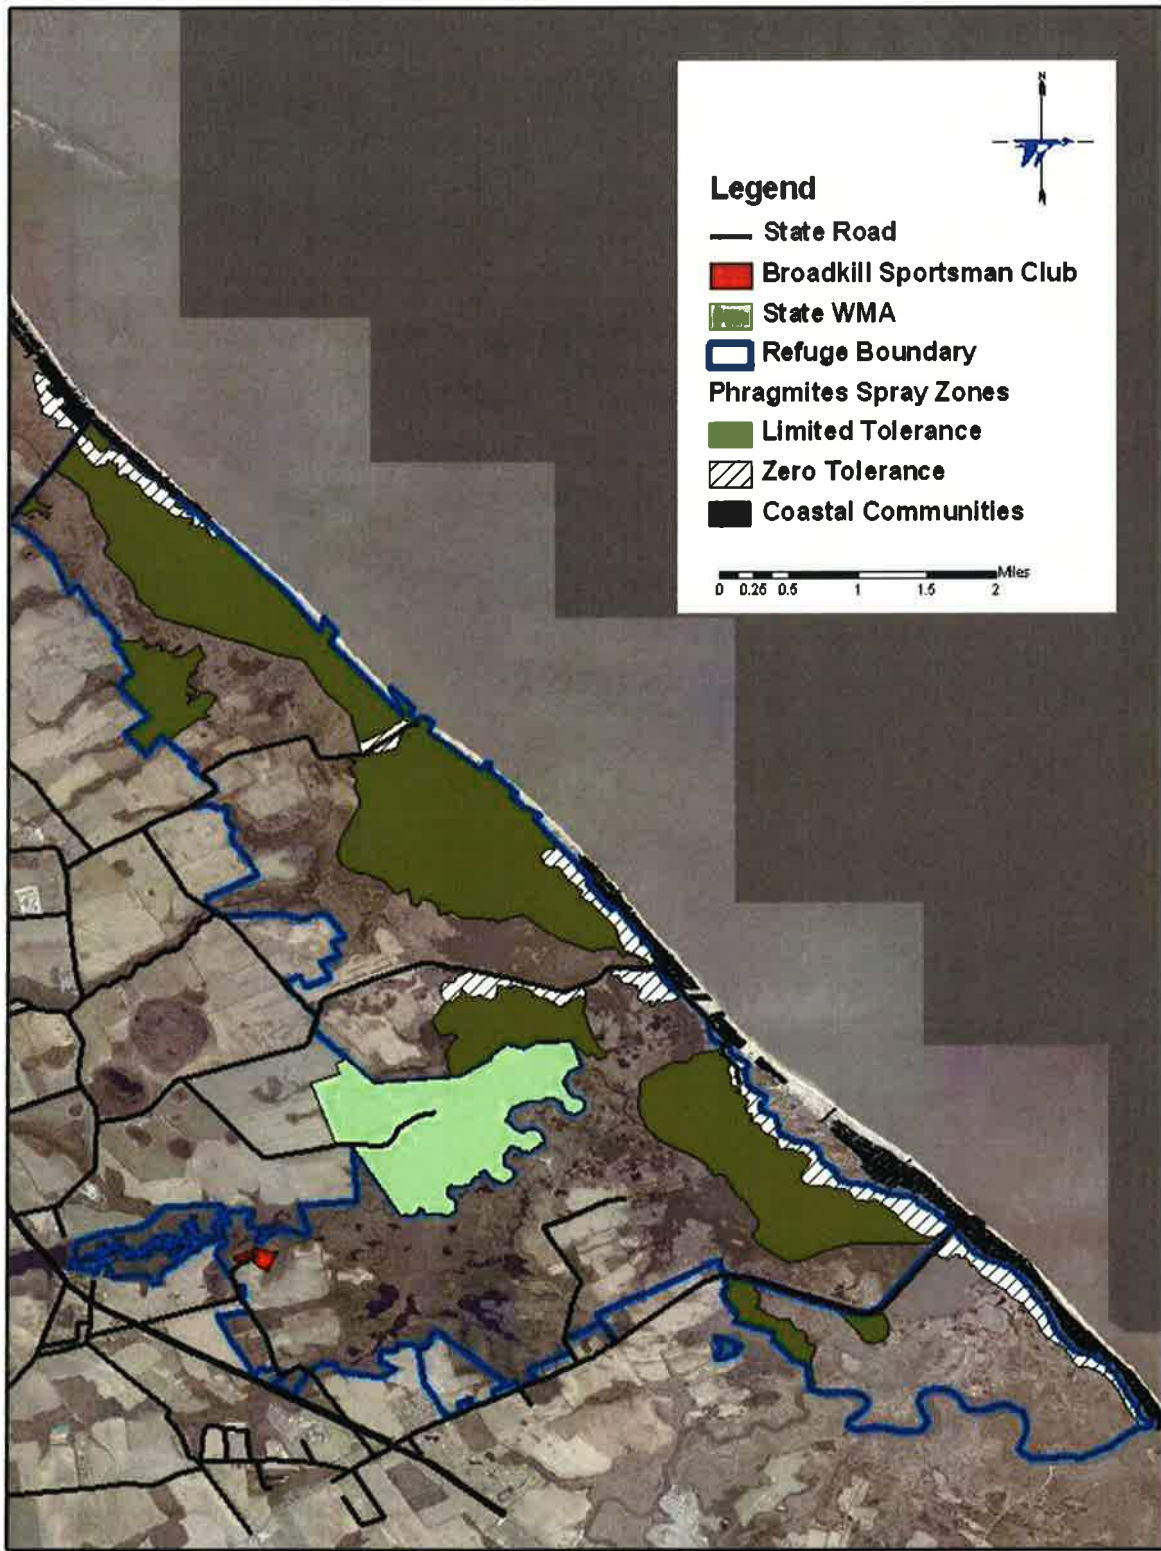 N
Legend
State Road
Broadkill Sportsman Club
State WMA
Refuge Boundary
Phragmites Spray Zones
Limited Tolerance
Zero Tolerance
Coastal Communities
Miles
0 0.25 0.5 1 1.5 2